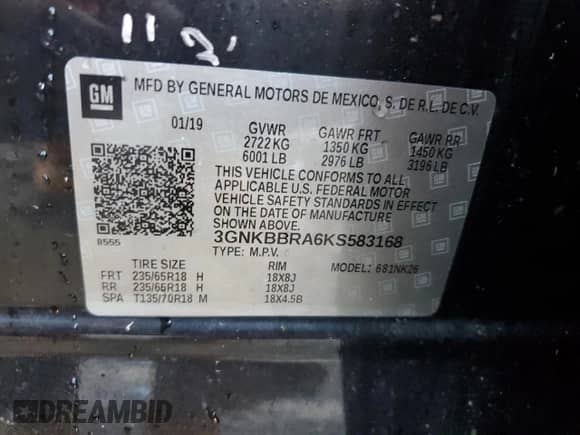 11 2
GM
MFD BY GENERAL MOTORS DE MEXICO, S. DE R.L. DE C.V.
01/19 GVWR GAWR FRT GAWR RR
2722 KG 1350 KG 1450 KG
6001 LB 2976 LB 3196 LB
THIS VEHICLE CONFORMS TO ALL
APPLICABLE U.S. FEDERAL MOTOR
VEHICLE SAFETY STANDARDS IN EFFECT
ON THE DATE OF MANUFACTURE SHOWN ABOVE.
8555 3GNKBBRA6KS583168
TYPE: M.P.V.
TIRE SIZE RIM MODEL: 681NK26
FRT 235/65R18 H 18X8J
RR 235/65R18 H 18X8J
SPA T135/70R18 M 18X4.5B
DREAMBID